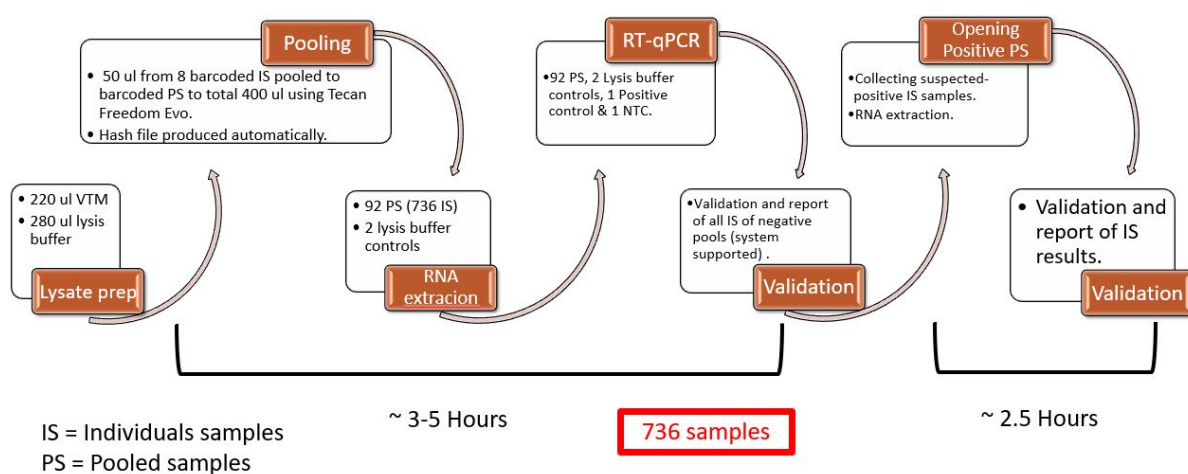 Pooling
• 50 ul from 8 barcoded IS pooled to
barcoded PS to total 400 ul using Tecan
Freedom Evo.
• Hash file produced automatically.
RT-qPCR
•92 PS, 2 Lysis buffer
controls, 1 Positive
control & 1 NTC.
Opening
Positive PS
•Collecting suspected-
positive IS samples.
•RNA extraction.
• 220 ul VTM
• 280 ul lysis
buffer
Lysate prep
• 92 PS (736 IS)
• 2 lysis buffer
controls
RNA
extracion
•Validation and report
of all IS of negative
pools (system
supported) .
Validation
• Validation and
report of IS
results.
Validation
~ 3-5 Hours
736 samples
~ 2.5 Hours
IS = Individuals samples
PS = Pooled samples